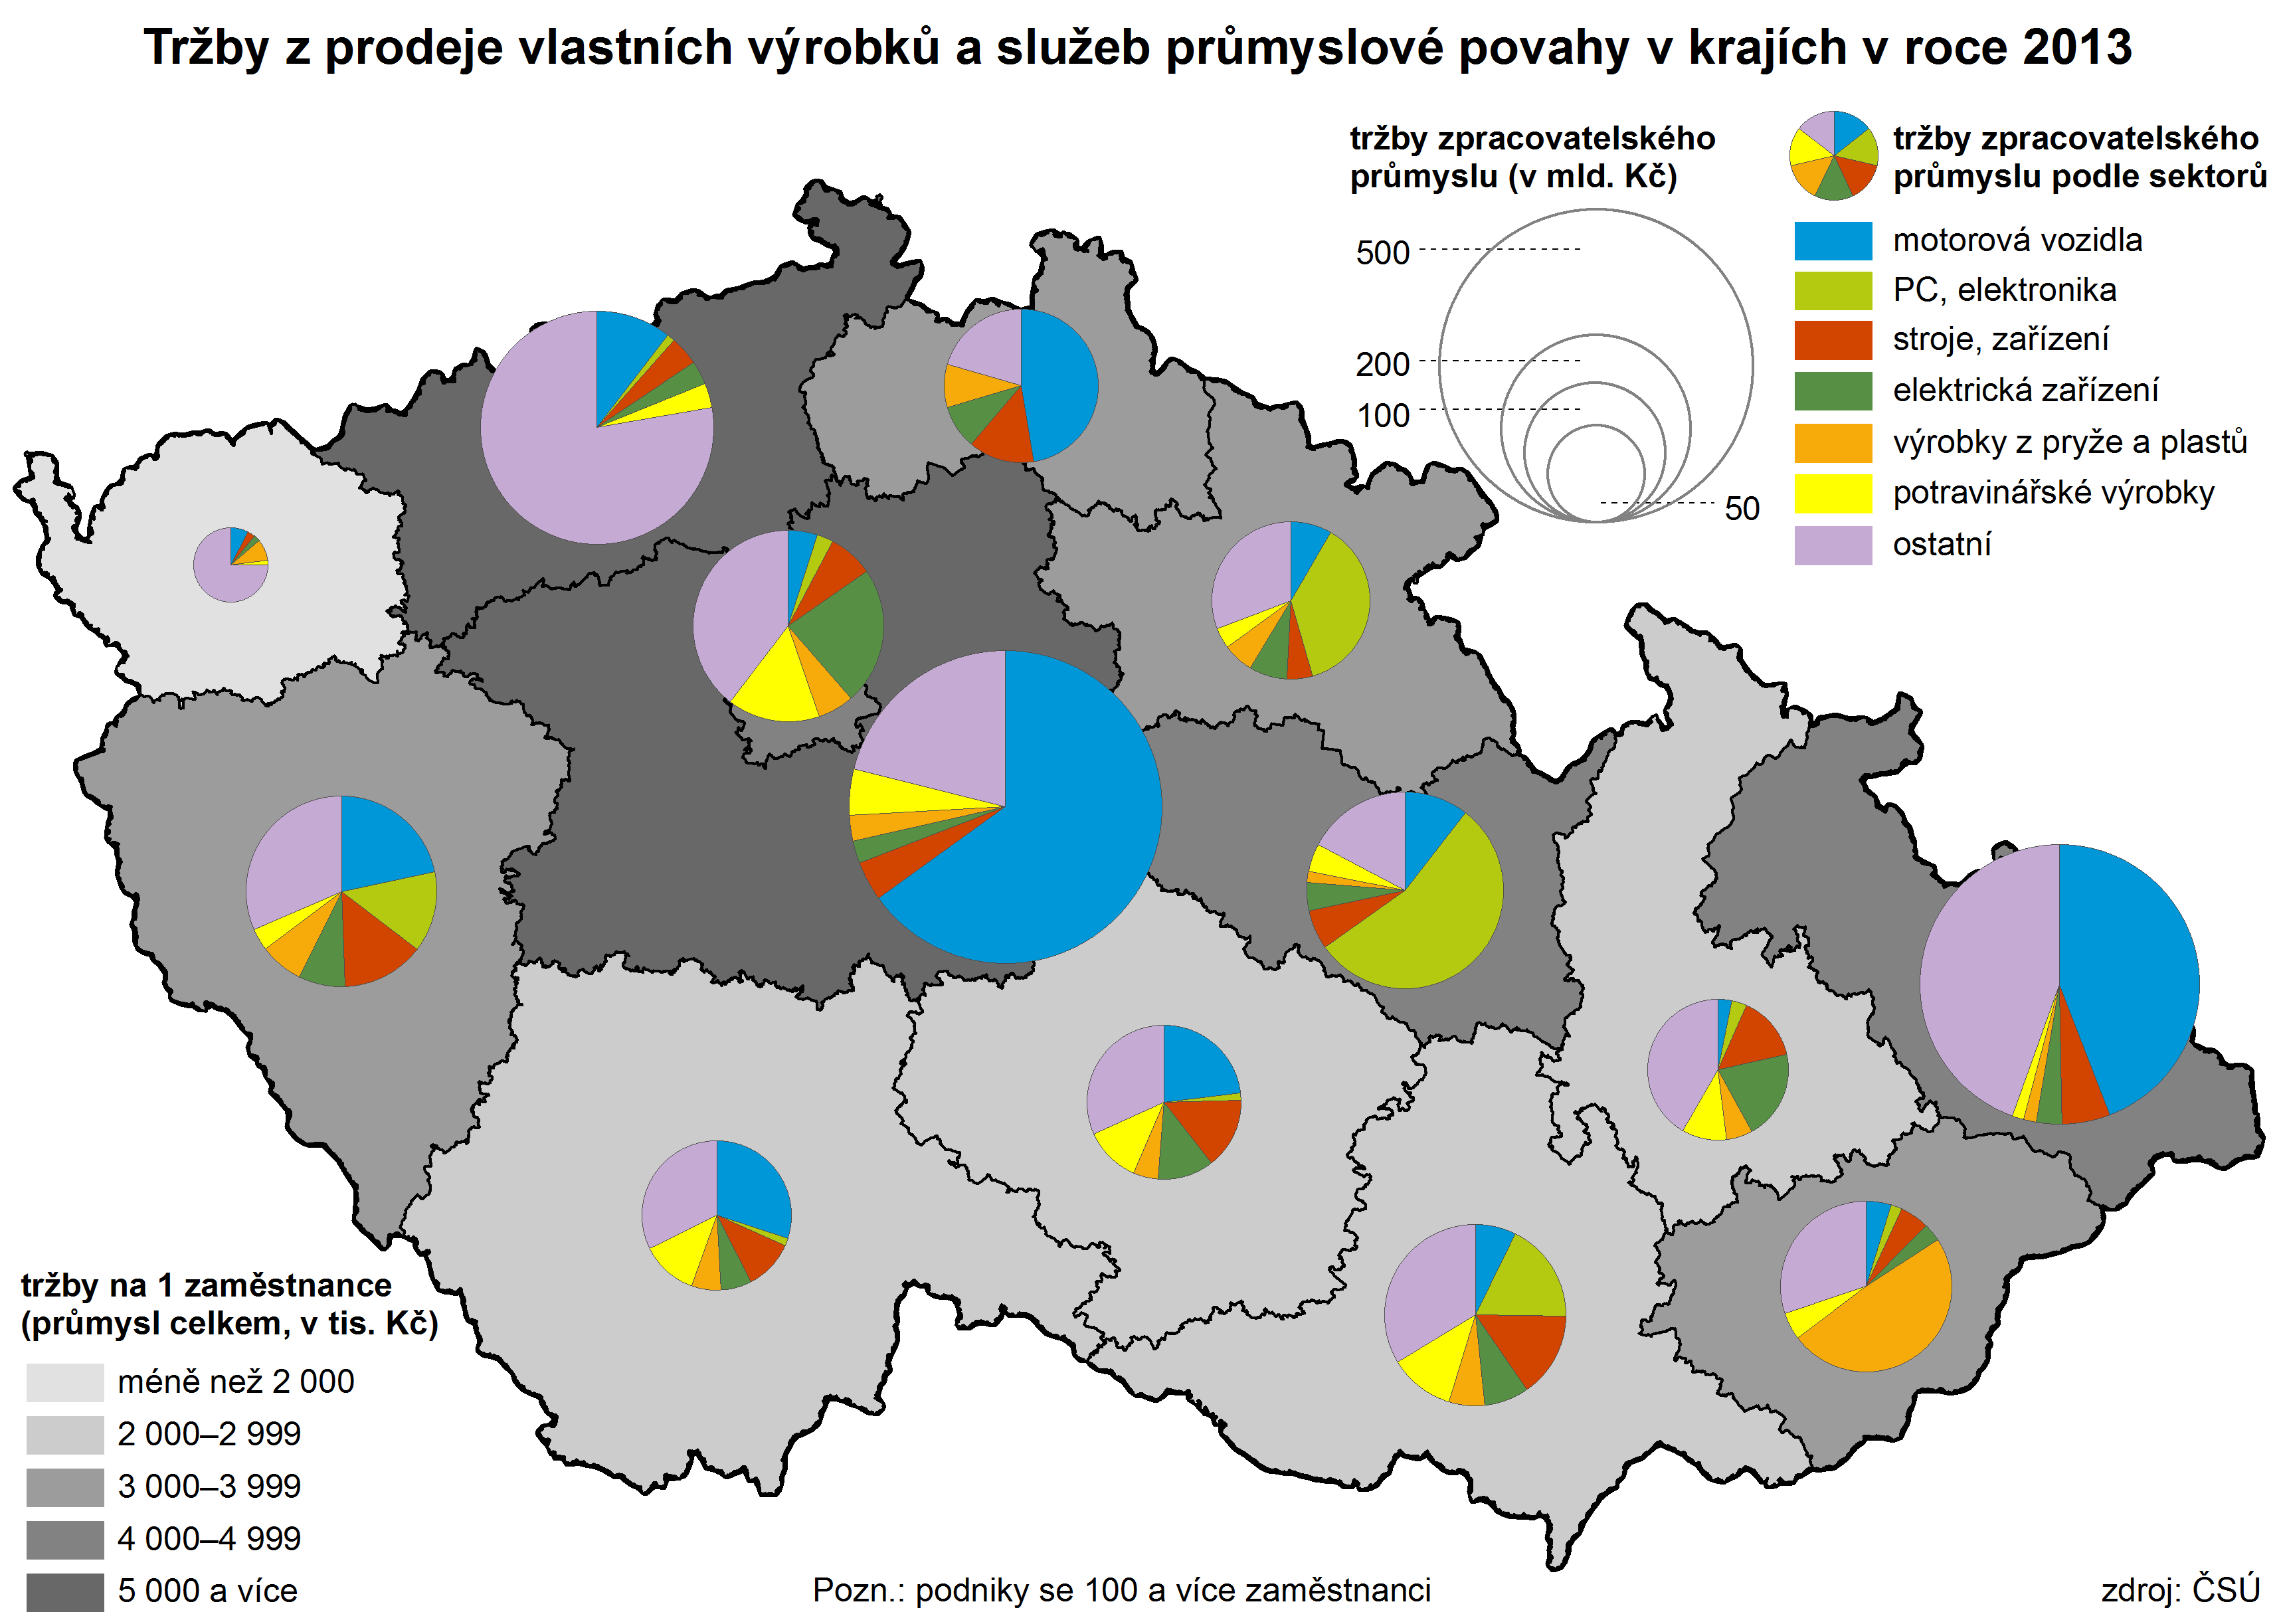 Tržby z prodeje vlastních výrobků a služeb průmyslové povahy v krajích v roce 2013
tržby zpracovatelského
průmyslu (v mld. Kč)
500
200
100
50
tržby zpracovatelského
průmyslu podle sektorů
motorová vozidla
PC, elektronika
stroje, zařízení
elektrická zařízení
výrobky z pryže a plastů
potravinářské výrobky
ostatní
tržby na 1 zaměstnance
(průmysl celkem, v tis. Kč)
méně než 2 000
2 000–2 999
3 000–3 999
4 000–4 999
5 000 a více
Pozn.: podniky se 100 a více zaměstnanci
zdroj: ČSÚ